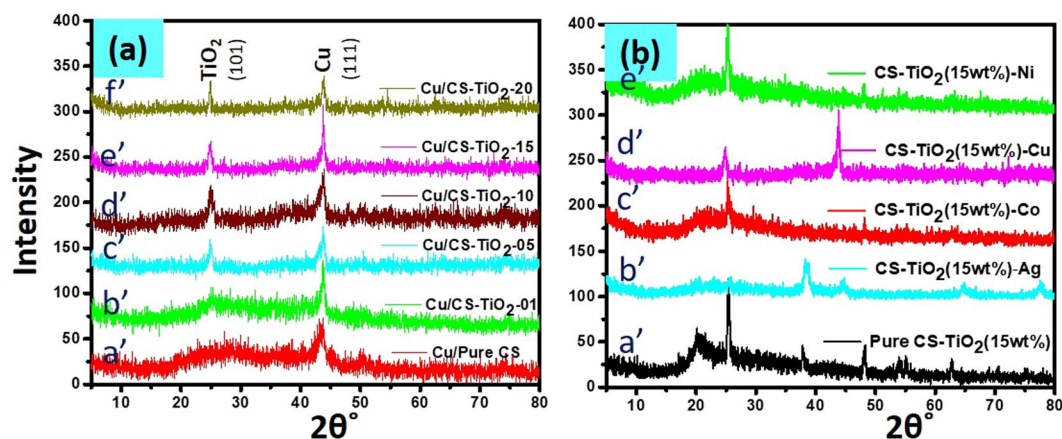 (a)
TiO2
(101)
Cu
(111)
f’
Cu/CS-TiO2-20
e’
Cu/CS-TiO2-15
d’
Cu/CS-TiO2-10
c’
Cu/CS-TiO2-05
b’
Cu/CS-TiO2-01
a’
Cu/Pure CS
Intensity
400
350
300
250
200
150
100
50
0
10 20 30 40 50 60 70 80
2θ°
(b)
e’
CS-TiO2(15wt%)-Ni
d’
CS-TiO2(15wt%)-Cu
c’
CS-TiO2(15wt%)-Co
b’
CS-TiO2(15wt%)-Ag
a’
Pure CS-TiO2(15wt%)
400
350
300
250
200
150
100
50
0
10 20 30 40 50 60 70 80
2θ°